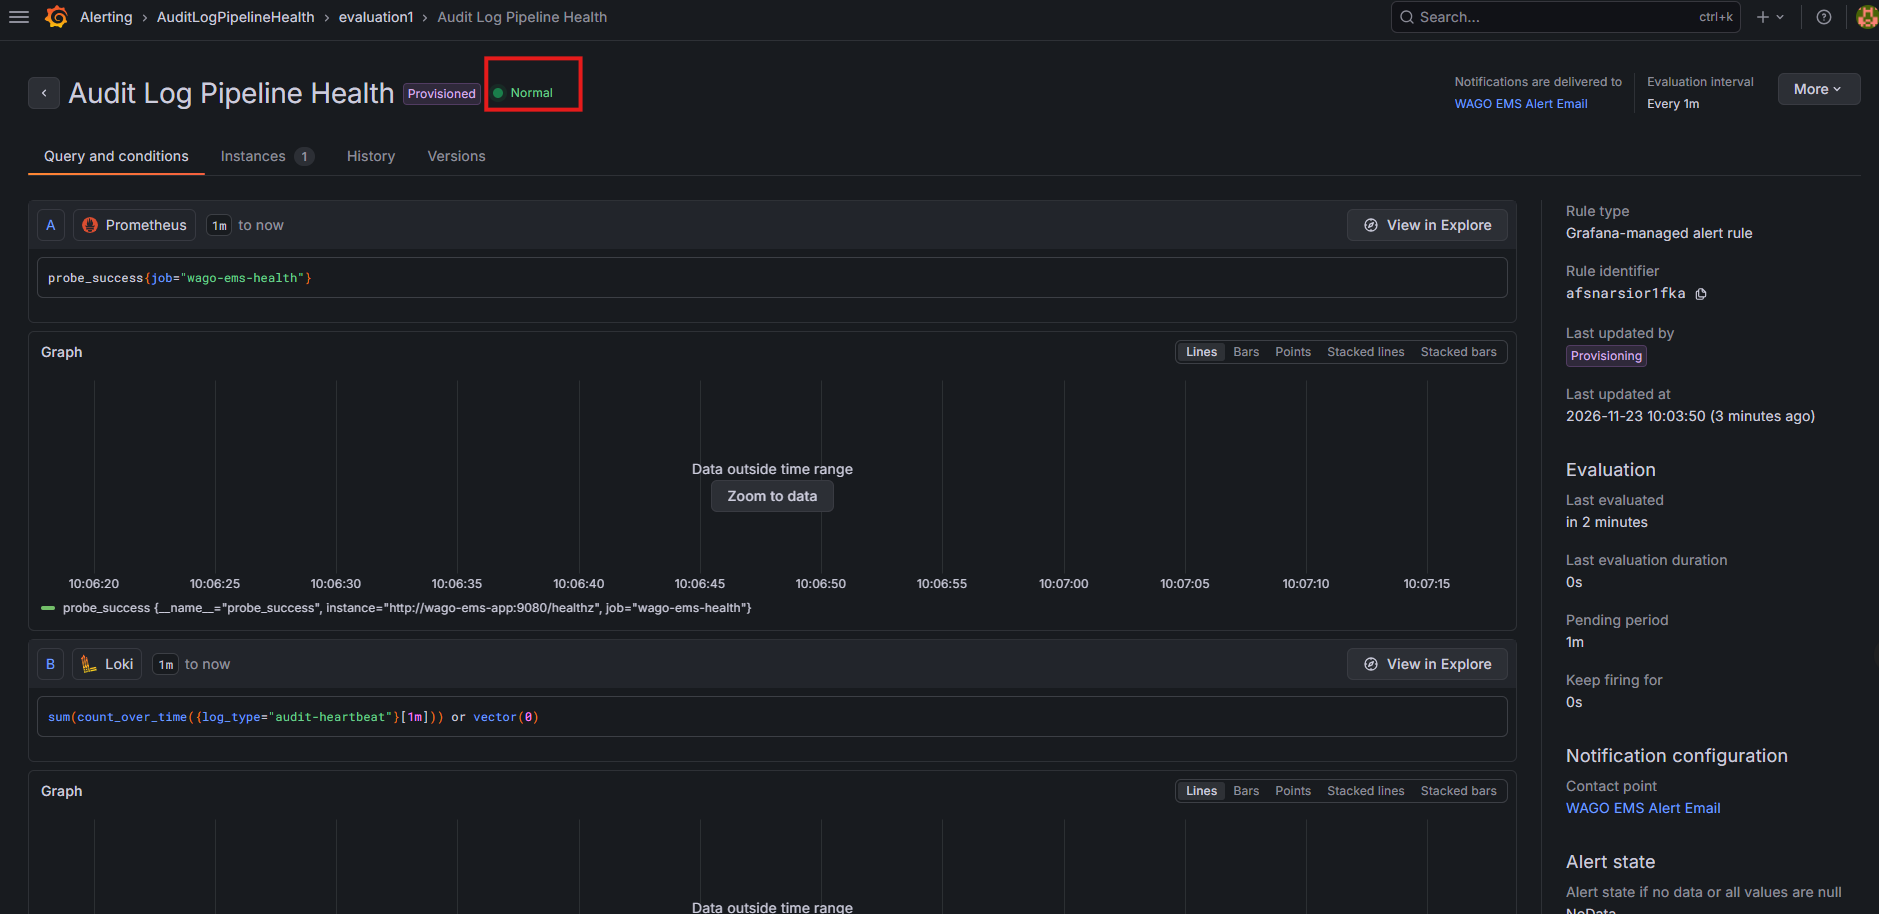 Alerting › AuditLogPipelineHealth › evaluation1 › Audit Log Pipeline Health
Search... ctrl+k
Audit Log Pipeline Health Provisioned Normal
Notifications are delivered to
WAGO EMS Alert Email
Evaluation interval
Every 1m
More
Query and conditions Instances 1 History Versions
A Prometheus 1m to now View in Explore
probe_success{job="wago-ems-health"}
Graph Lines Bars Points Stacked lines Stacked bars
Data outside time range
Zoom to data
10:06:20 10:06:25 10:06:30 10:06:35 10:06:40 10:06:45 10:06:50 10:06:55 10:07:00 10:07:05 10:07:10 10:07:15
probe_success {__name__="probe_success", instance="http://wago-ems-app:9080/healthz", job="wago-ems-health"}
B Loki 1m to now View in Explore
sum(count_over_time({log_type="audit-heartbeat"}[1m])) or vector(0)
Graph Lines Bars Points Stacked lines Stacked bars
Data outside time range
Rule type
Grafana-managed alert rule
Rule identifier
afsnarsior1fka
Last updated by
Provisioning
Last updated at
2026-11-23 10:03:50 (3 minutes ago)
Evaluation
Last evaluated
in 2 minutes
Last evaluation duration
0s
Pending period
1m
Keep firing for
0s
Notification configuration
Contact point
WAGO EMS Alert Email
Alert state
Alert state if no data or all values are null
NoData